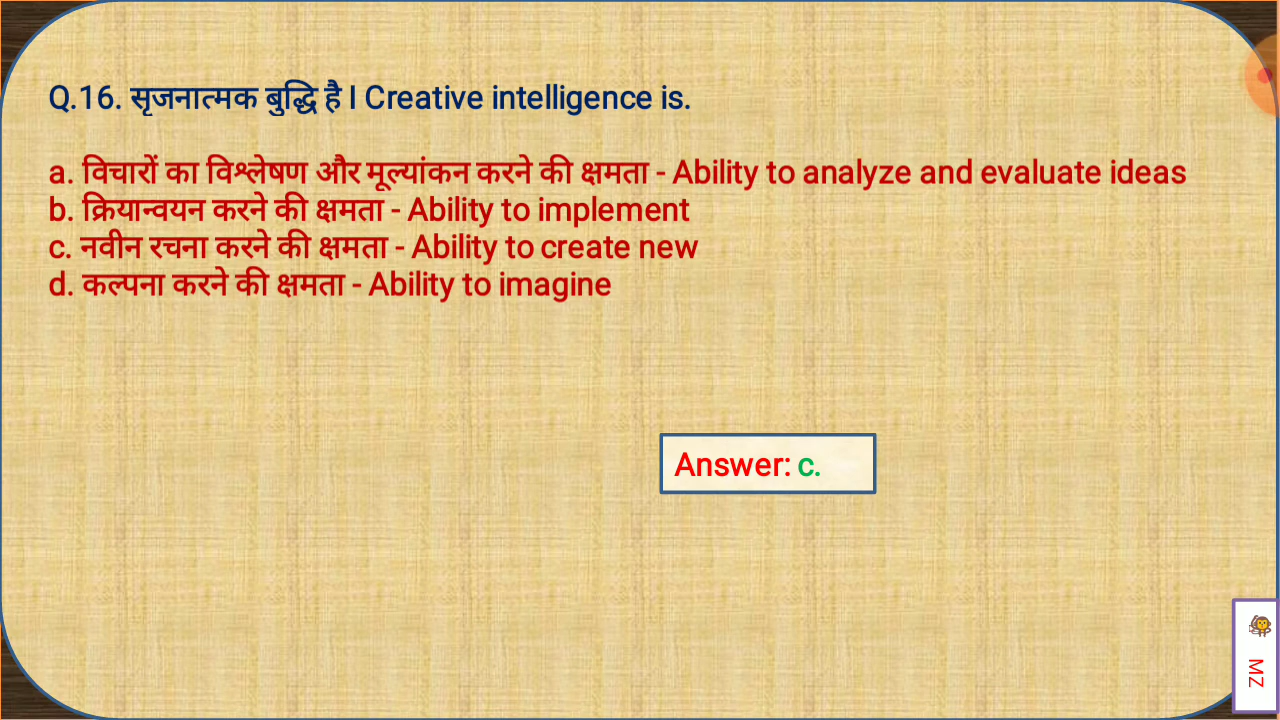 Q.16. सृजनात्मक बुद्धि है I Creative intelligence is.
a. विचारों का विश्लेषण और मूल्यांकन करने की क्षमता - Ability to analyze and evaluate ideas
b. क्रियान्वयन करने की क्षमता - Ability to implement
c. नवीन रचना करने की क्षमता - Ability to create new
d. कल्पना करने की क्षमता - Ability to imagine
Answer: c.
MZ